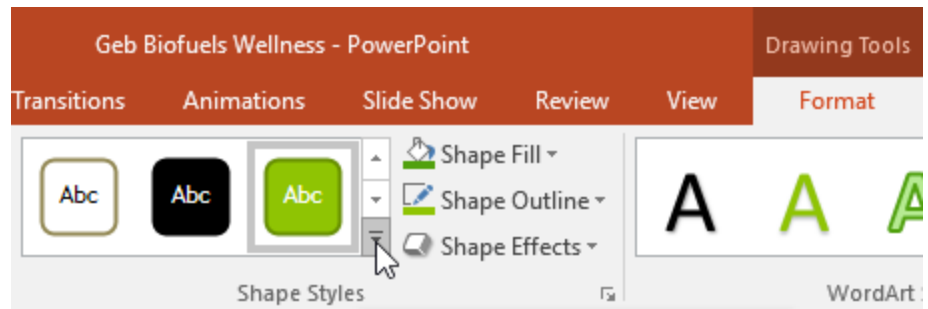 Geb Biofuels Wellness - PowerPoint
Drawing Tools
Transitions Animations Slide Show Review View Format
Abc Abc Abc
Shape Fill
Shape Outline
Shape Effects
A A A
Shape Styles
WordArt